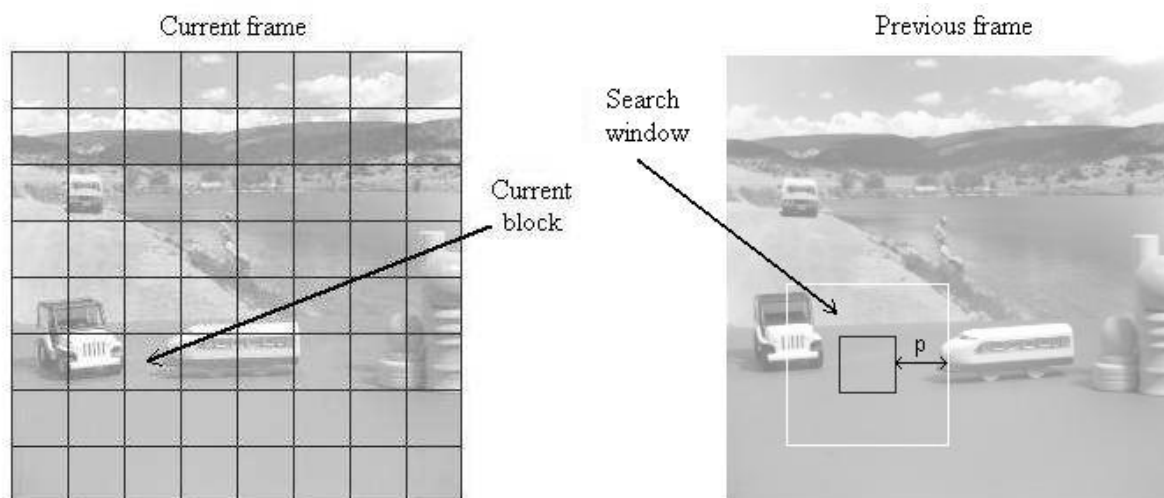 Current frame
Previous frame
Search
window
Current
block
p